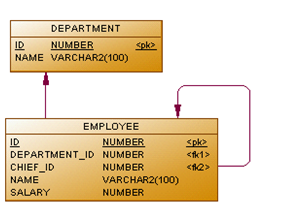 DEPARTMENT
ID NUMBER <pk>
NAME VARCHAR2(100)
EMPLOYEE
ID NUMBER <pk>
DEPARTMENT_ID NUMBER <fk1>
CHIEF_ID NUMBER <fk2>
NAME VARCHAR2(100)
SALARY NUMBER